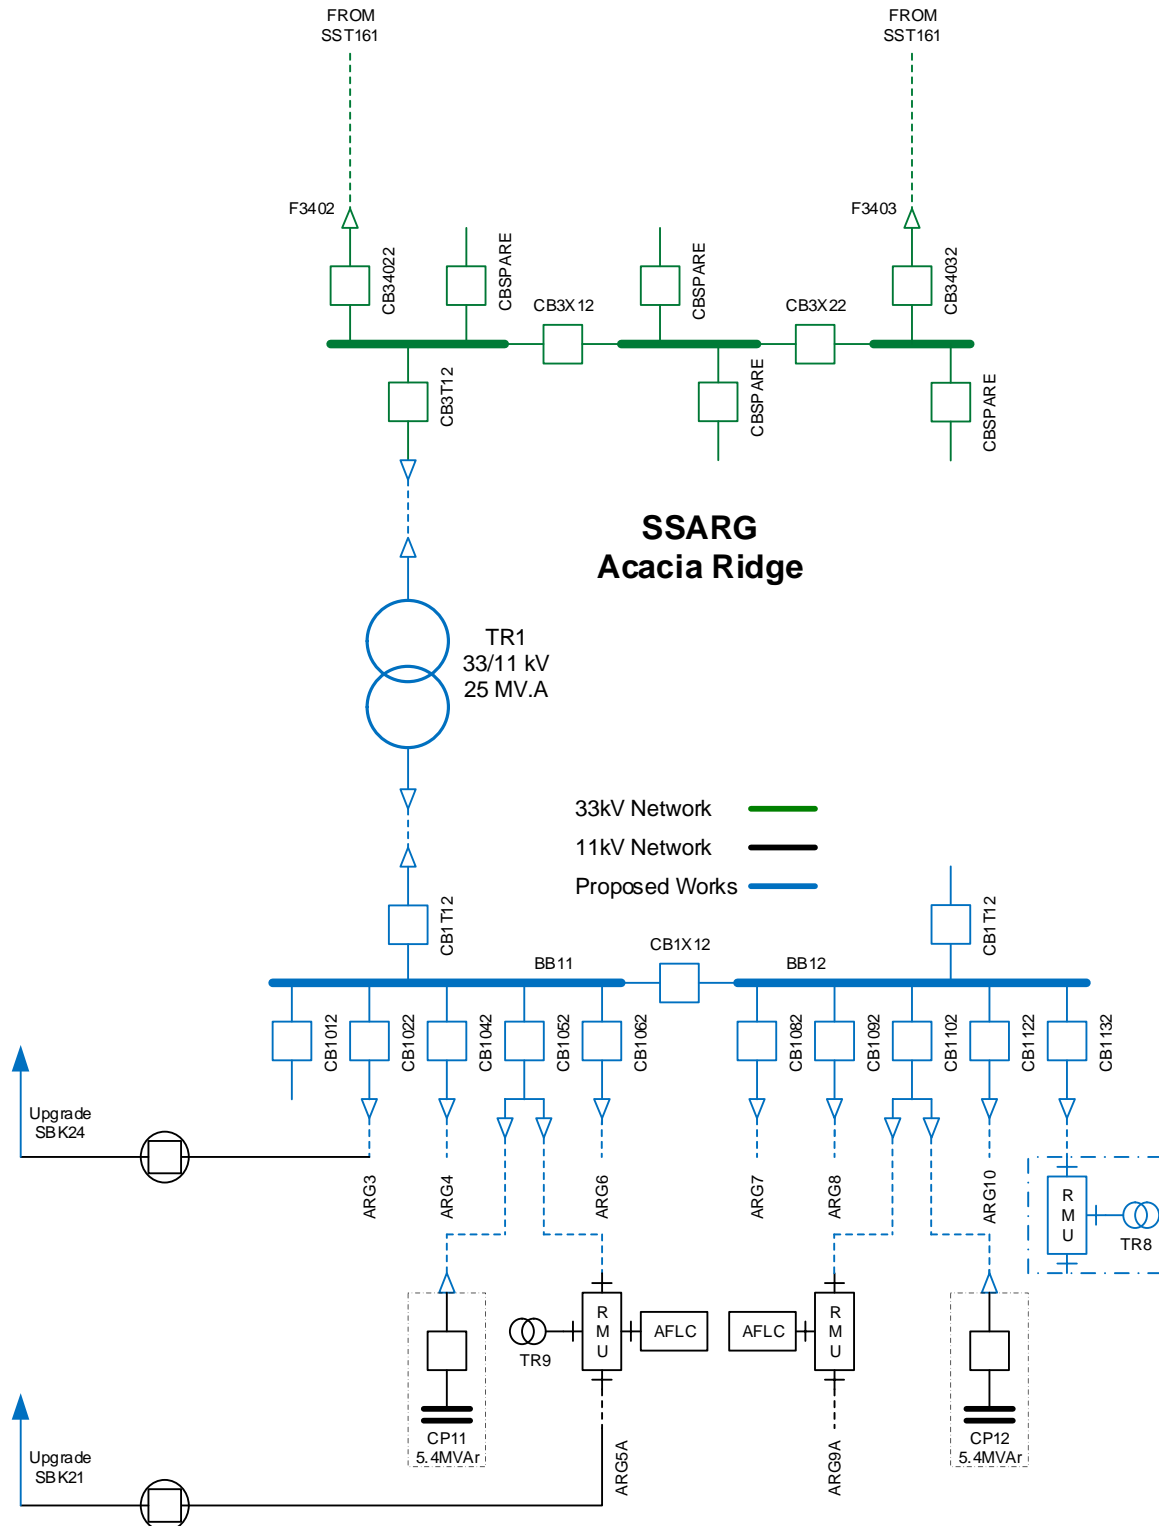 FROM
SST161
FROM
SST161
F3402
F3403
CB34022
CBSPARE
CBSPARE
CB34032
CB3X12
CB3X22
CB3T12
CBSPARE
CBSPARE
SSARG
Acacia Ridge
TR1
33/11 kV
25 MV.A
33kV Network
11kV Network
Proposed Works
CB1T12
CB1T12
CB1X12
BB11
BB12
CB1012
CB1022
CB1042
CB1052
CB1062
CB1082
CB1092
CB1102
CB1122
CB1132
Upgrade
SBK24
ARG3
ARG4
ARG6
ARG7
ARG8
ARG10
R
M
U
TR8
R
M
U
AFLC
TR9
AFLC
R
M
U
CP11
5.4MVAr
CP12
5.4MVAr
ARG5A
ARG9A
Upgrade
SBK21